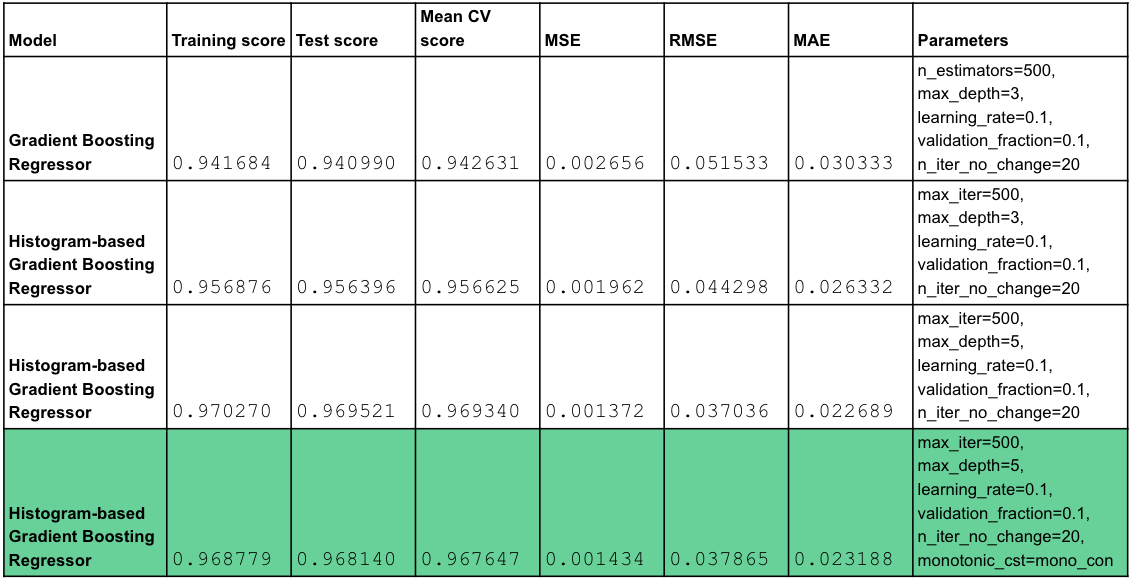 Model Training score Test score Mean CV score MSE RMSE MAE Parameters
Gradient Boosting Regressor 0.941684 0.940990 0.942631 0.002656 0.051533 0.030333 n_estimators=500,
max_depth=3,
learning_rate=0.1,
validation_fraction=0.1,
n_iter_no_change=20
Histogram-based Gradient Boosting Regressor 0.956876 0.956396 0.956625 0.001962 0.044298 0.026332 max_iter=500,
max_depth=3,
learning_rate=0.1,
validation_fraction=0.1,
n_iter_no_change=20
Histogram-based Gradient Boosting Regressor 0.970270 0.969521 0.969340 0.001372 0.037036 0.022689 max_iter=500,
max_depth=5,
learning_rate=0.1,
validation_fraction=0.1,
n_iter_no_change=20
Histogram-based Gradient Boosting Regressor 0.968779 0.968140 0.967647 0.001434 0.037865 0.023188 max_iter=500,
max_depth=5,
learning_rate=0.1,
validation_fraction=0.1,
n_iter_no_change=20,
monotonic_cst=mono_con